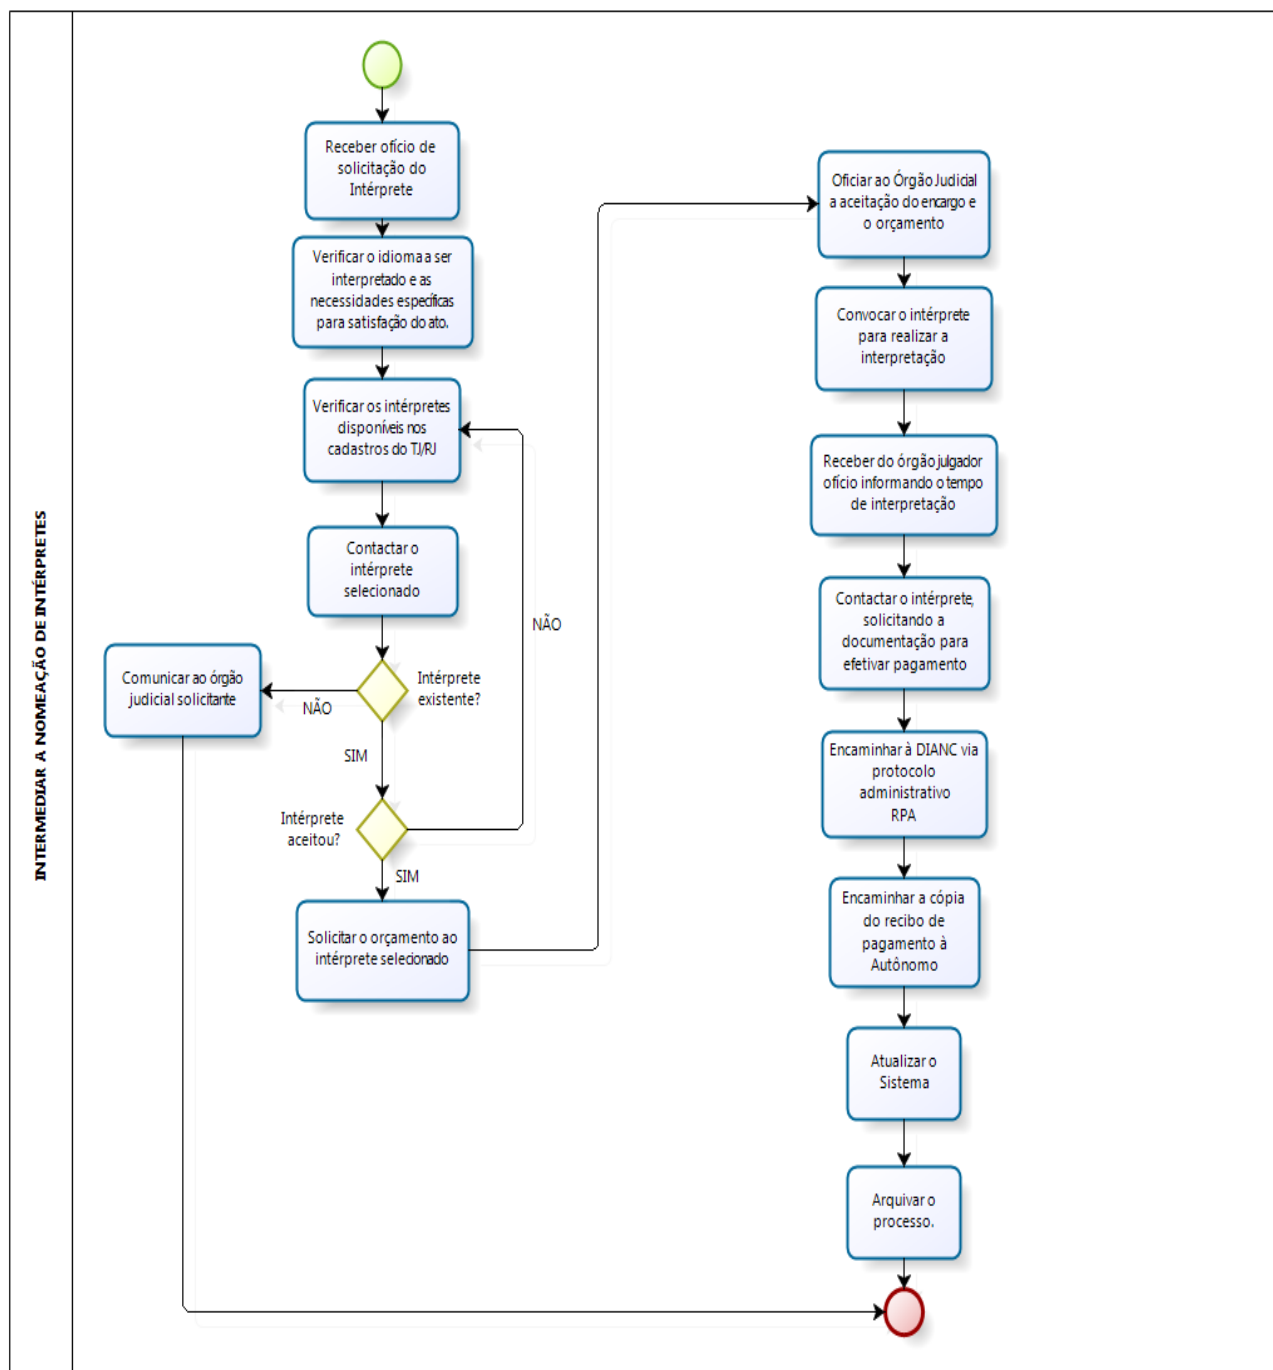 INTERMEDIAR A NOMEAÇÃO DE INTÉRPRETES
Receber ofício de
solicitação do
Intérprete
Verificar o idioma a ser
interpretado e as
necessidades específicas
para satisfação do ato.
Verificar os intérpretes
disponíveis nos
cadastros do TJ/RJ
Contactar o
intérprete
selecionado
Intérprete
existente?
NÃO
Comunicar ao órgão
judicial solicitante
SIM
Intérprete
aceitou?
NÃO
SIM
Solicitar o orçamento ao
intérprete selecionado
Oficiar ao Órgão Judicial
a aceitação do encargo e
o orçamento
Convocar o intérprete
para realizar a
interpretação
Receber do órgão julgador
ofício informando o tempo
de interpretação
Contactar o intérprete,
solicitando a
documentação para
efetivar pagamento
Encaminhar à DIANC via
protocolo
administrativo
RPA
Encaminhar a cópia
do recibo de
pagamento à
Autônomo
Atualizar o
Sistema
Arquivar o
processo.